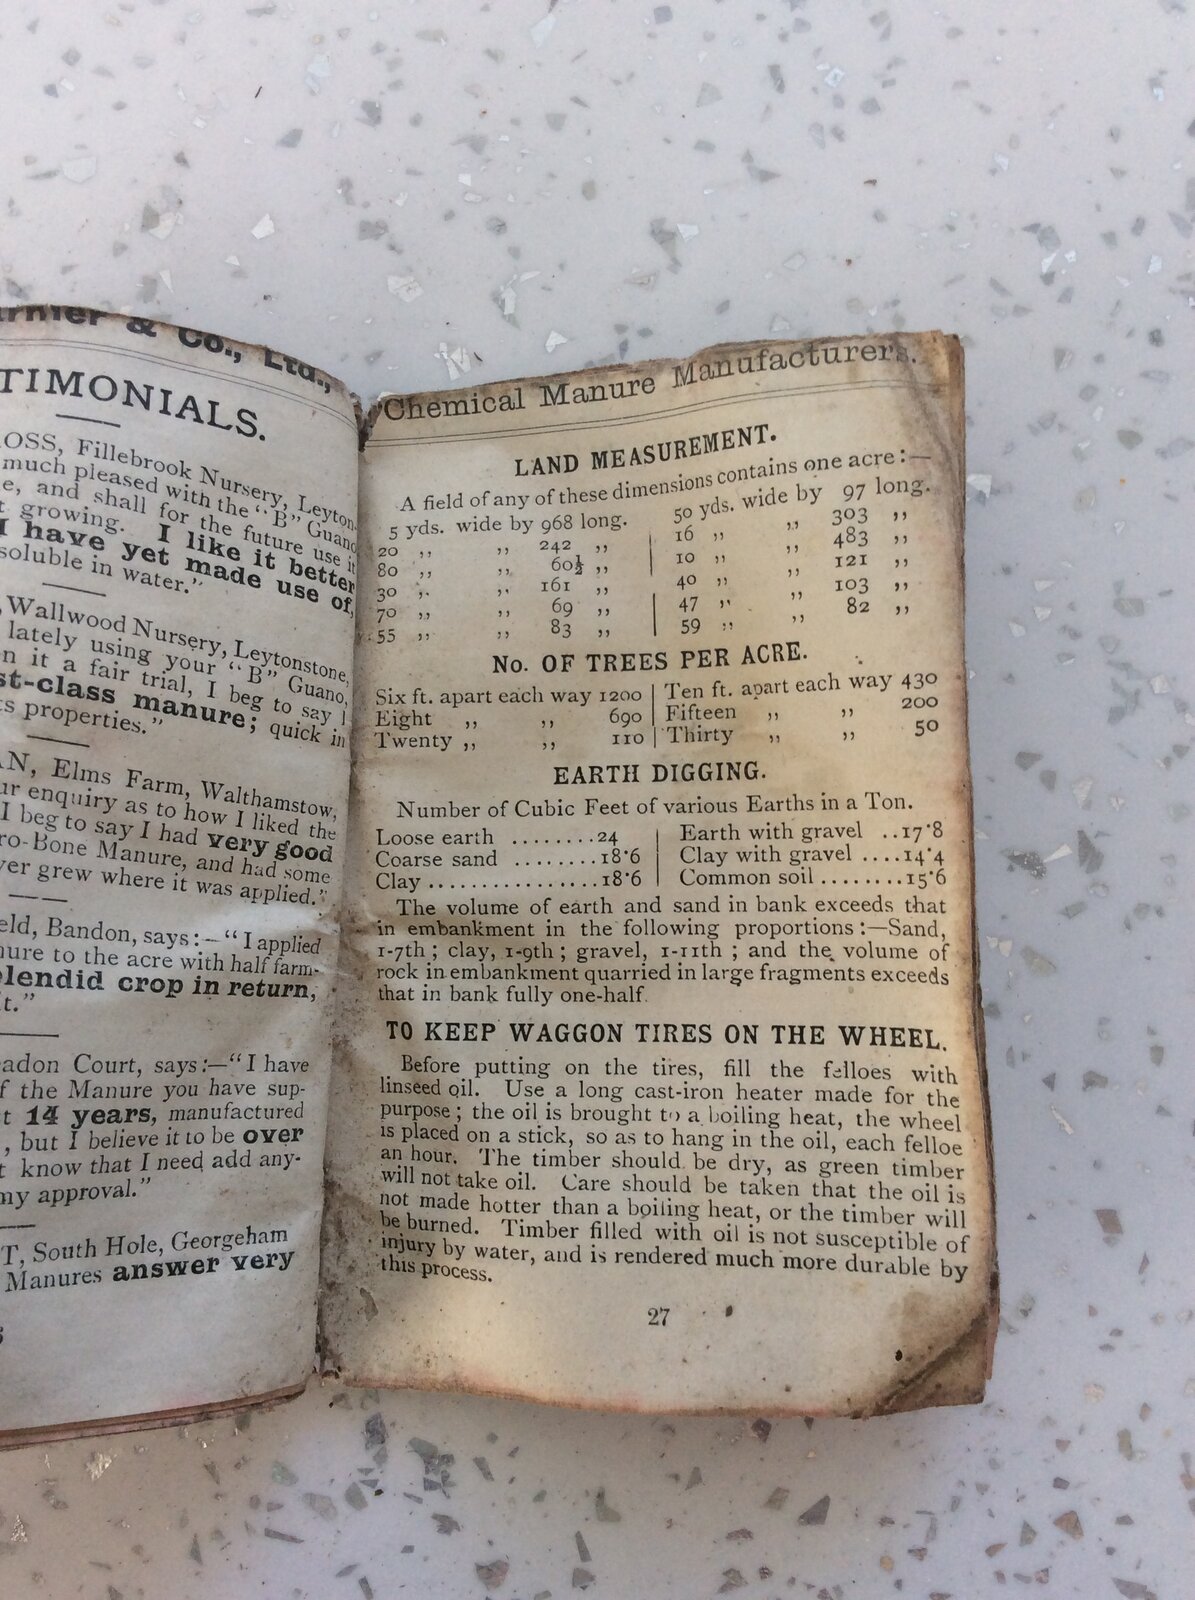 & Co., Ltd.,
TIMONIALS.
OSS, Fillebrook Nursery, Leyton-
much pleased with the "B" Guano
e, and shall for the future use it
t growing. I like it better
I have yet made use of,
soluble in water."
, Wallwood Nursery, Leytonstone,
lately using your "B" Guano,
n it a fair trial, I beg to say I
st-class manure; quick in
ts properties."
AN, Elms Farm, Walthamstow,
ur enquiry as to how I liked the
I beg to say I had very good
ro-Bone Manure, and had some
ver grew where it was applied."
eld, Bandon, says:—"I applied
nure to the acre with half farm-
lendid crop in return,
t."
adon Court, says:—"I have
f the Manure you have sup-
t 14 years, manufactured
, but I believe it to be over
t know that I need add any-
my approval."
T, South Hole, Georgeham
Manures answer very
Chemical Manure Manufacturers.
LAND MEASUREMENT.
A field of any of these dimensions contains one acre:—
5 yds. wide by 968 long. | 50 yds. wide by 97 long.
20 ,, ,, 242 ,, | 16 ,, ,, 303 ,,
80 ,, ,, 60½ ,, | 10 ,, ,, 483 ,,
30 ,, ,, 161 ,, | 40 ,, ,, 121 ,,
70 ,, ,, 69 ,, | 47 ,, ,, 103 ,,
55 ,, ,, 83 ,, | 59 ,, ,, 82 ,,
No. OF TREES PER ACRE.
Six ft. apart each way 1200 | Ten ft. apart each way 430
Eight ,, ,, 690 | Fifteen ,, ,, 200
Twenty ,, ,, 110 | Thirty ,, ,, 50
EARTH DIGGING.
Number of Cubic Feet of various Earths in a Ton.
Loose earth ........24 | Earth with gravel ..17·8
Coarse sand ........18·6 | Clay with gravel ....14·4
Clay ................18·6 | Common soil ........15·6
The volume of earth and sand in bank exceeds that
in embankment in the following proportions:—Sand,
1-7th; clay, 1-9th; gravel, 1-11th; and the volume of
rock in embankment quarried in large fragments exceeds
that in bank fully one-half.
TO KEEP WAGGON TIRES ON THE WHEEL.
Before putting on the tires, fill the felloes with
linseed oil. Use a long cast-iron heater made for the
purpose; the oil is brought to a boiling heat, the wheel
is placed on a stick, so as to hang in the oil, each felloe
an hour. The timber should be dry, as green timber
will not take oil. Care should be taken that the oil is
not made hotter than a boiling heat, or the timber will
be burned. Timber filled with oil is not susceptible of
injury by water, and is rendered much more durable by
this process.
27